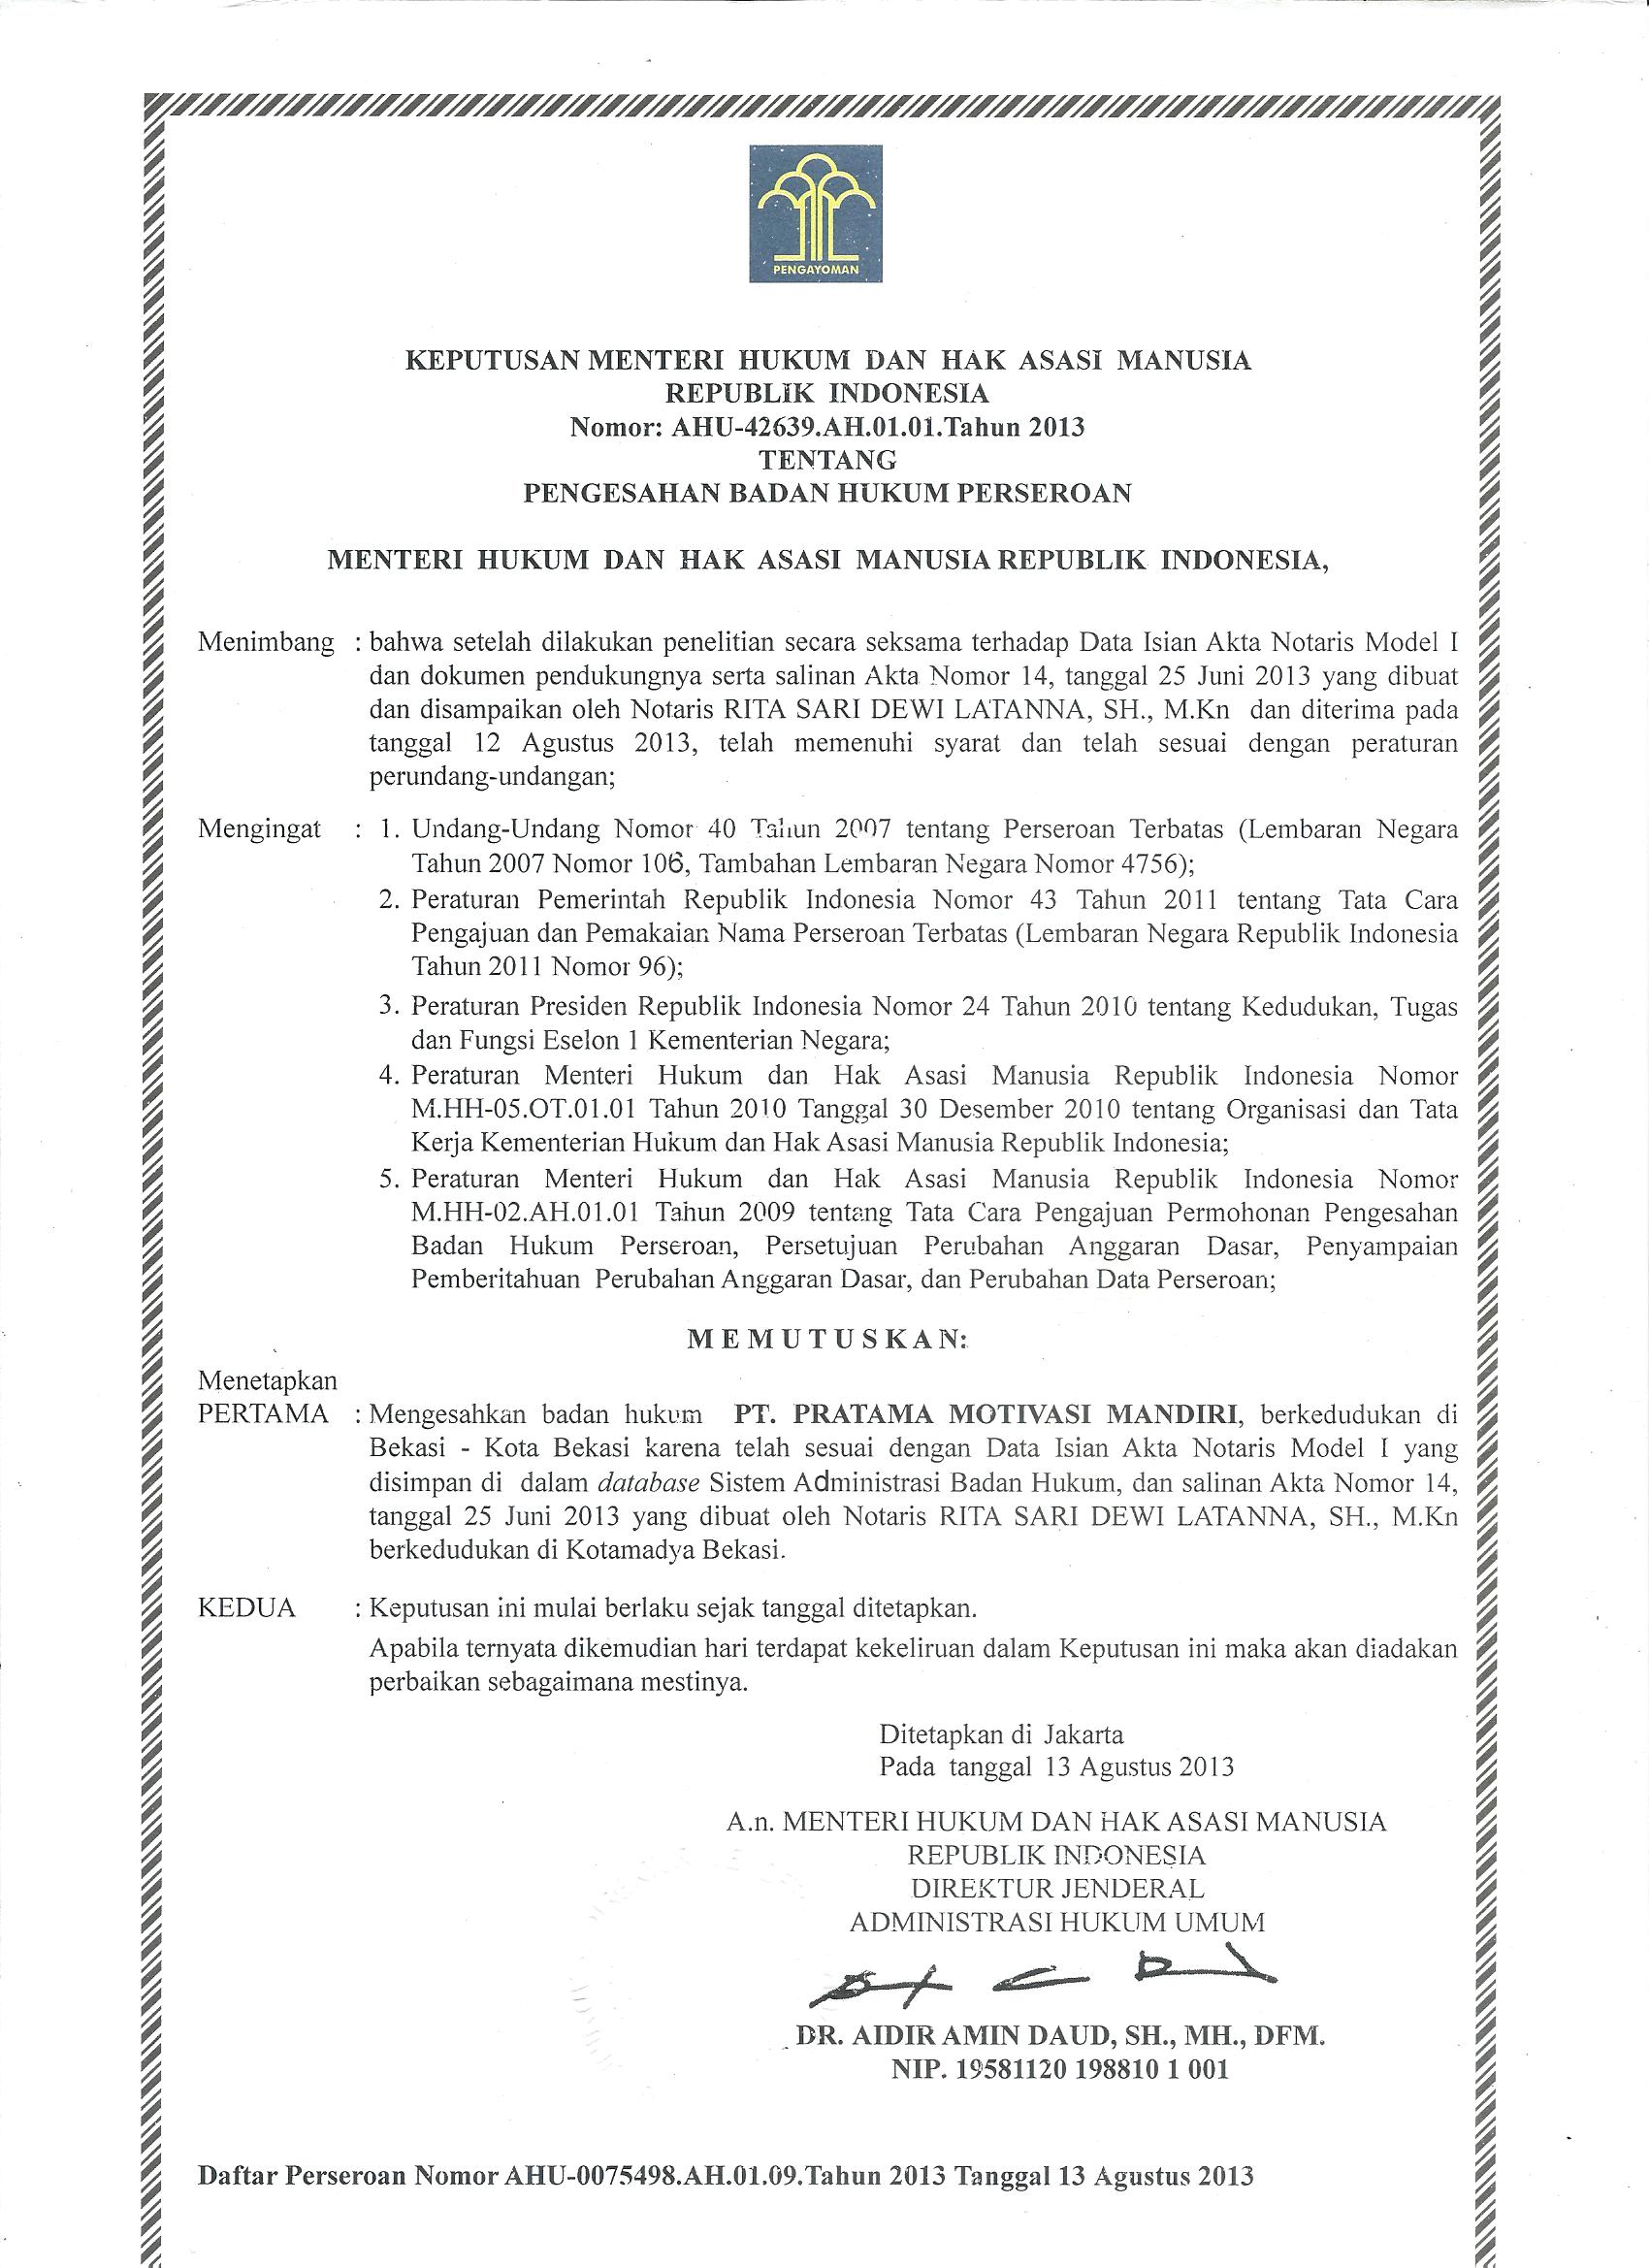 PENGAYOMAN
KEPUTUSAN MENTERI HUKUM DAN HAK ASASI MANUSIA
REPUBLIK INDONESIA
Nomor: AHU-42639.AH.01.01.Tahun 2013
TENTANG
PENGESAHAN BADAN HUKUM PERSEROAN
MENTERI HUKUM DAN HAK ASASI MANUSIA REPUBLIK INDONESIA,
Menimbang : bahwa setelah dilakukan penelitian secara seksama terhadap Data Isian Akta Notaris Model I
dan dokumen pendukungnya serta salinan Akta Nomor 14, tanggal 25 Juni 2013 yang dibuat
dan disampaikan oleh Notaris RITA SARI DEWI LATANNA, SH., M.Kn dan diterima pada
tanggal 12 Agustus 2013, telah memenuhi syarat dan telah sesuai dengan peraturan
perundang-undangan;
Mengingat : 1. Undang-Undang Nomor 40 Tahun 2007 tentang Perseroan Terbatas (Lembaran Negara
Tahun 2007 Nomor 106, Tambahan Lembaran Negara Nomor 4756);
2. Peraturan Pemerintah Republik Indonesia Nomor 43 Tahun 2011 tentang Tata Cara
Pengajuan dan Pemakaian Nama Perseroan Terbatas (Lembaran Negara Republik Indonesia
Tahun 2011 Nomor 96);
3. Peraturan Presiden Republik Indonesia Nomor 24 Tahun 2010 tentang Kedudukan, Tugas
dan Fungsi Eselon 1 Kementerian Negara;
4. Peraturan Menteri Hukum dan Hak Asasi Manusia Republik Indonesia Nomor
M.HH-05.OT.01.01 Tahun 2010 Tanggal 30 Desember 2010 tentang Organisasi dan Tata
Kerja Kementerian Hukum dan Hak Asasi Manusia Republik Indonesia;
5. Peraturan Menteri Hukum dan Hak Asasi Manusia Republik Indonesia Nomor
M.HH-02.AH.01.01 Tahun 2009 tentang Tata Cara Pengajuan Permohonan Pengesahan
Badan Hukum Perseroan, Persetujuan Perubahan Anggaran Dasar, Penyampaian
Pemberitahuan Perubahan Anggaran Dasar, dan Perubahan Data Perseroan;
M E M U T U S K A N:
Menetapkan
PERTAMA : Mengesahkan badan hukum PT. PRATAMA MOTIVASI MANDIRI, berkedudukan di
Bekasi - Kota Bekasi karena telah sesuai dengan Data Isian Akta Notaris Model I yang
disimpan di dalam database Sistem Administrasi Badan Hukum, dan salinan Akta Nomor 14,
tanggal 25 Juni 2013 yang dibuat oleh Notaris RITA SARI DEWI LATANNA, SH., M.Kn
berkedudukan di Kotamadya Bekasi.
KEDUA : Keputusan ini mulai berlaku sejak tanggal ditetapkan.
Apabila ternyata dikemudian hari terdapat kekeliruan dalam Keputusan ini maka akan diadakan
perbaikan sebagaimana mestinya.
Ditetapkan di Jakarta
Pada tanggal 13 Agustus 2013
A.n. MENTERI HUKUM DAN HAK ASASI MANUSIA
REPUBLIK INDONESIA
DIREKTUR JENDERAL
ADMINISTRASI HUKUM UMUM
DR. AIDIR AMIN DAUD, SH., MH., DFM.
NIP. 19581120 198810 1 001
Daftar Perseroan Nomor AHU-0075498.AH.01.09.Tahun 2013 Tanggal 13 Agustus 2013